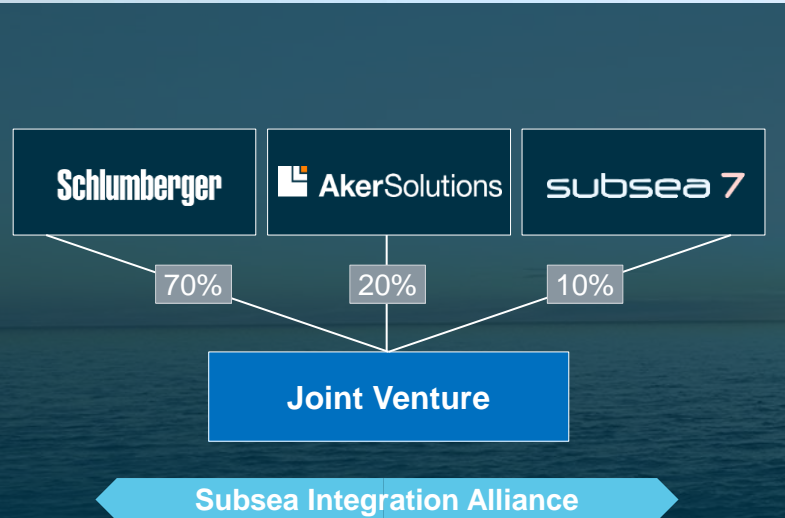 Schlumberger
AkerSolutions
subsea 7
70%
20%
10%
Joint Venture
Subsea Integration Alliance